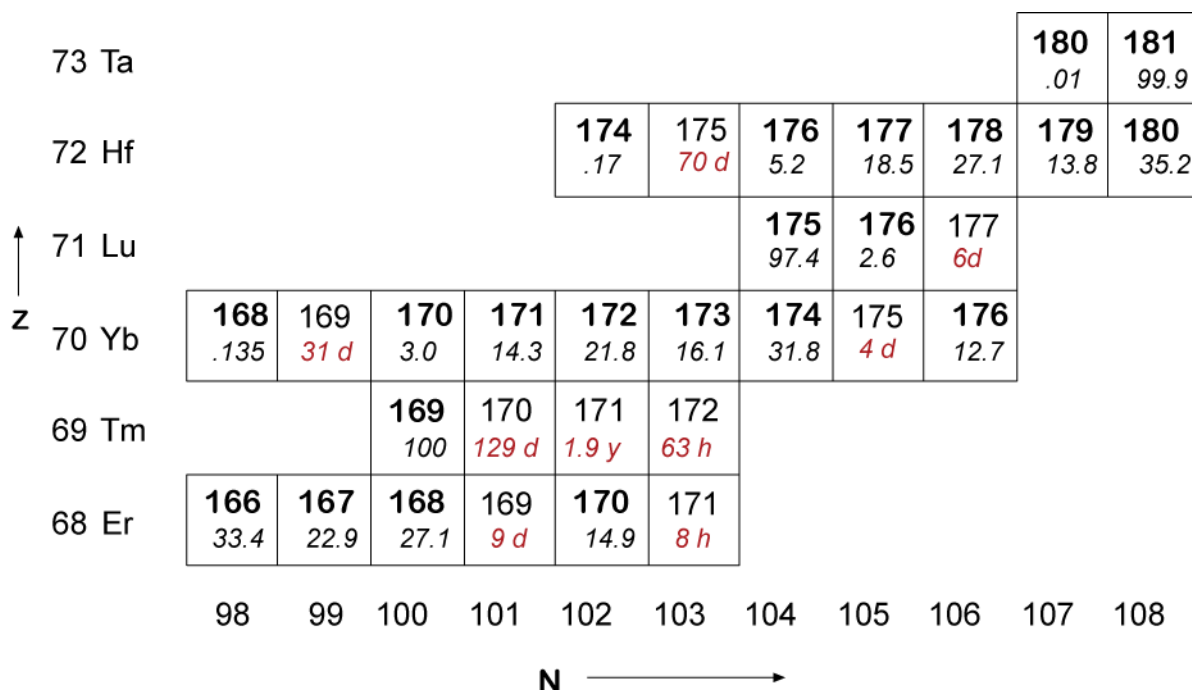 73 Ta
180 181
.01 99.9
72 Hf
174 175 176 177 178 179 180
.17 70 d 5.2 18.5 27.1 13.8 35.2
71 Lu
175 176 177
97.4 2.6 6d
Z
70 Yb
168 169 170 171 172 173 174 175 176
.135 31 d 3.0 14.3 21.8 16.1 31.8 4 d 12.7
69 Tm
169 170 171 172
100 129 d 1.9 y 63 h
68 Er
166 167 168 169 170 171
33.4 22.9 27.1 9 d 14.9 8 h
98 99 100 101 102 103 104 105 106 107 108
N